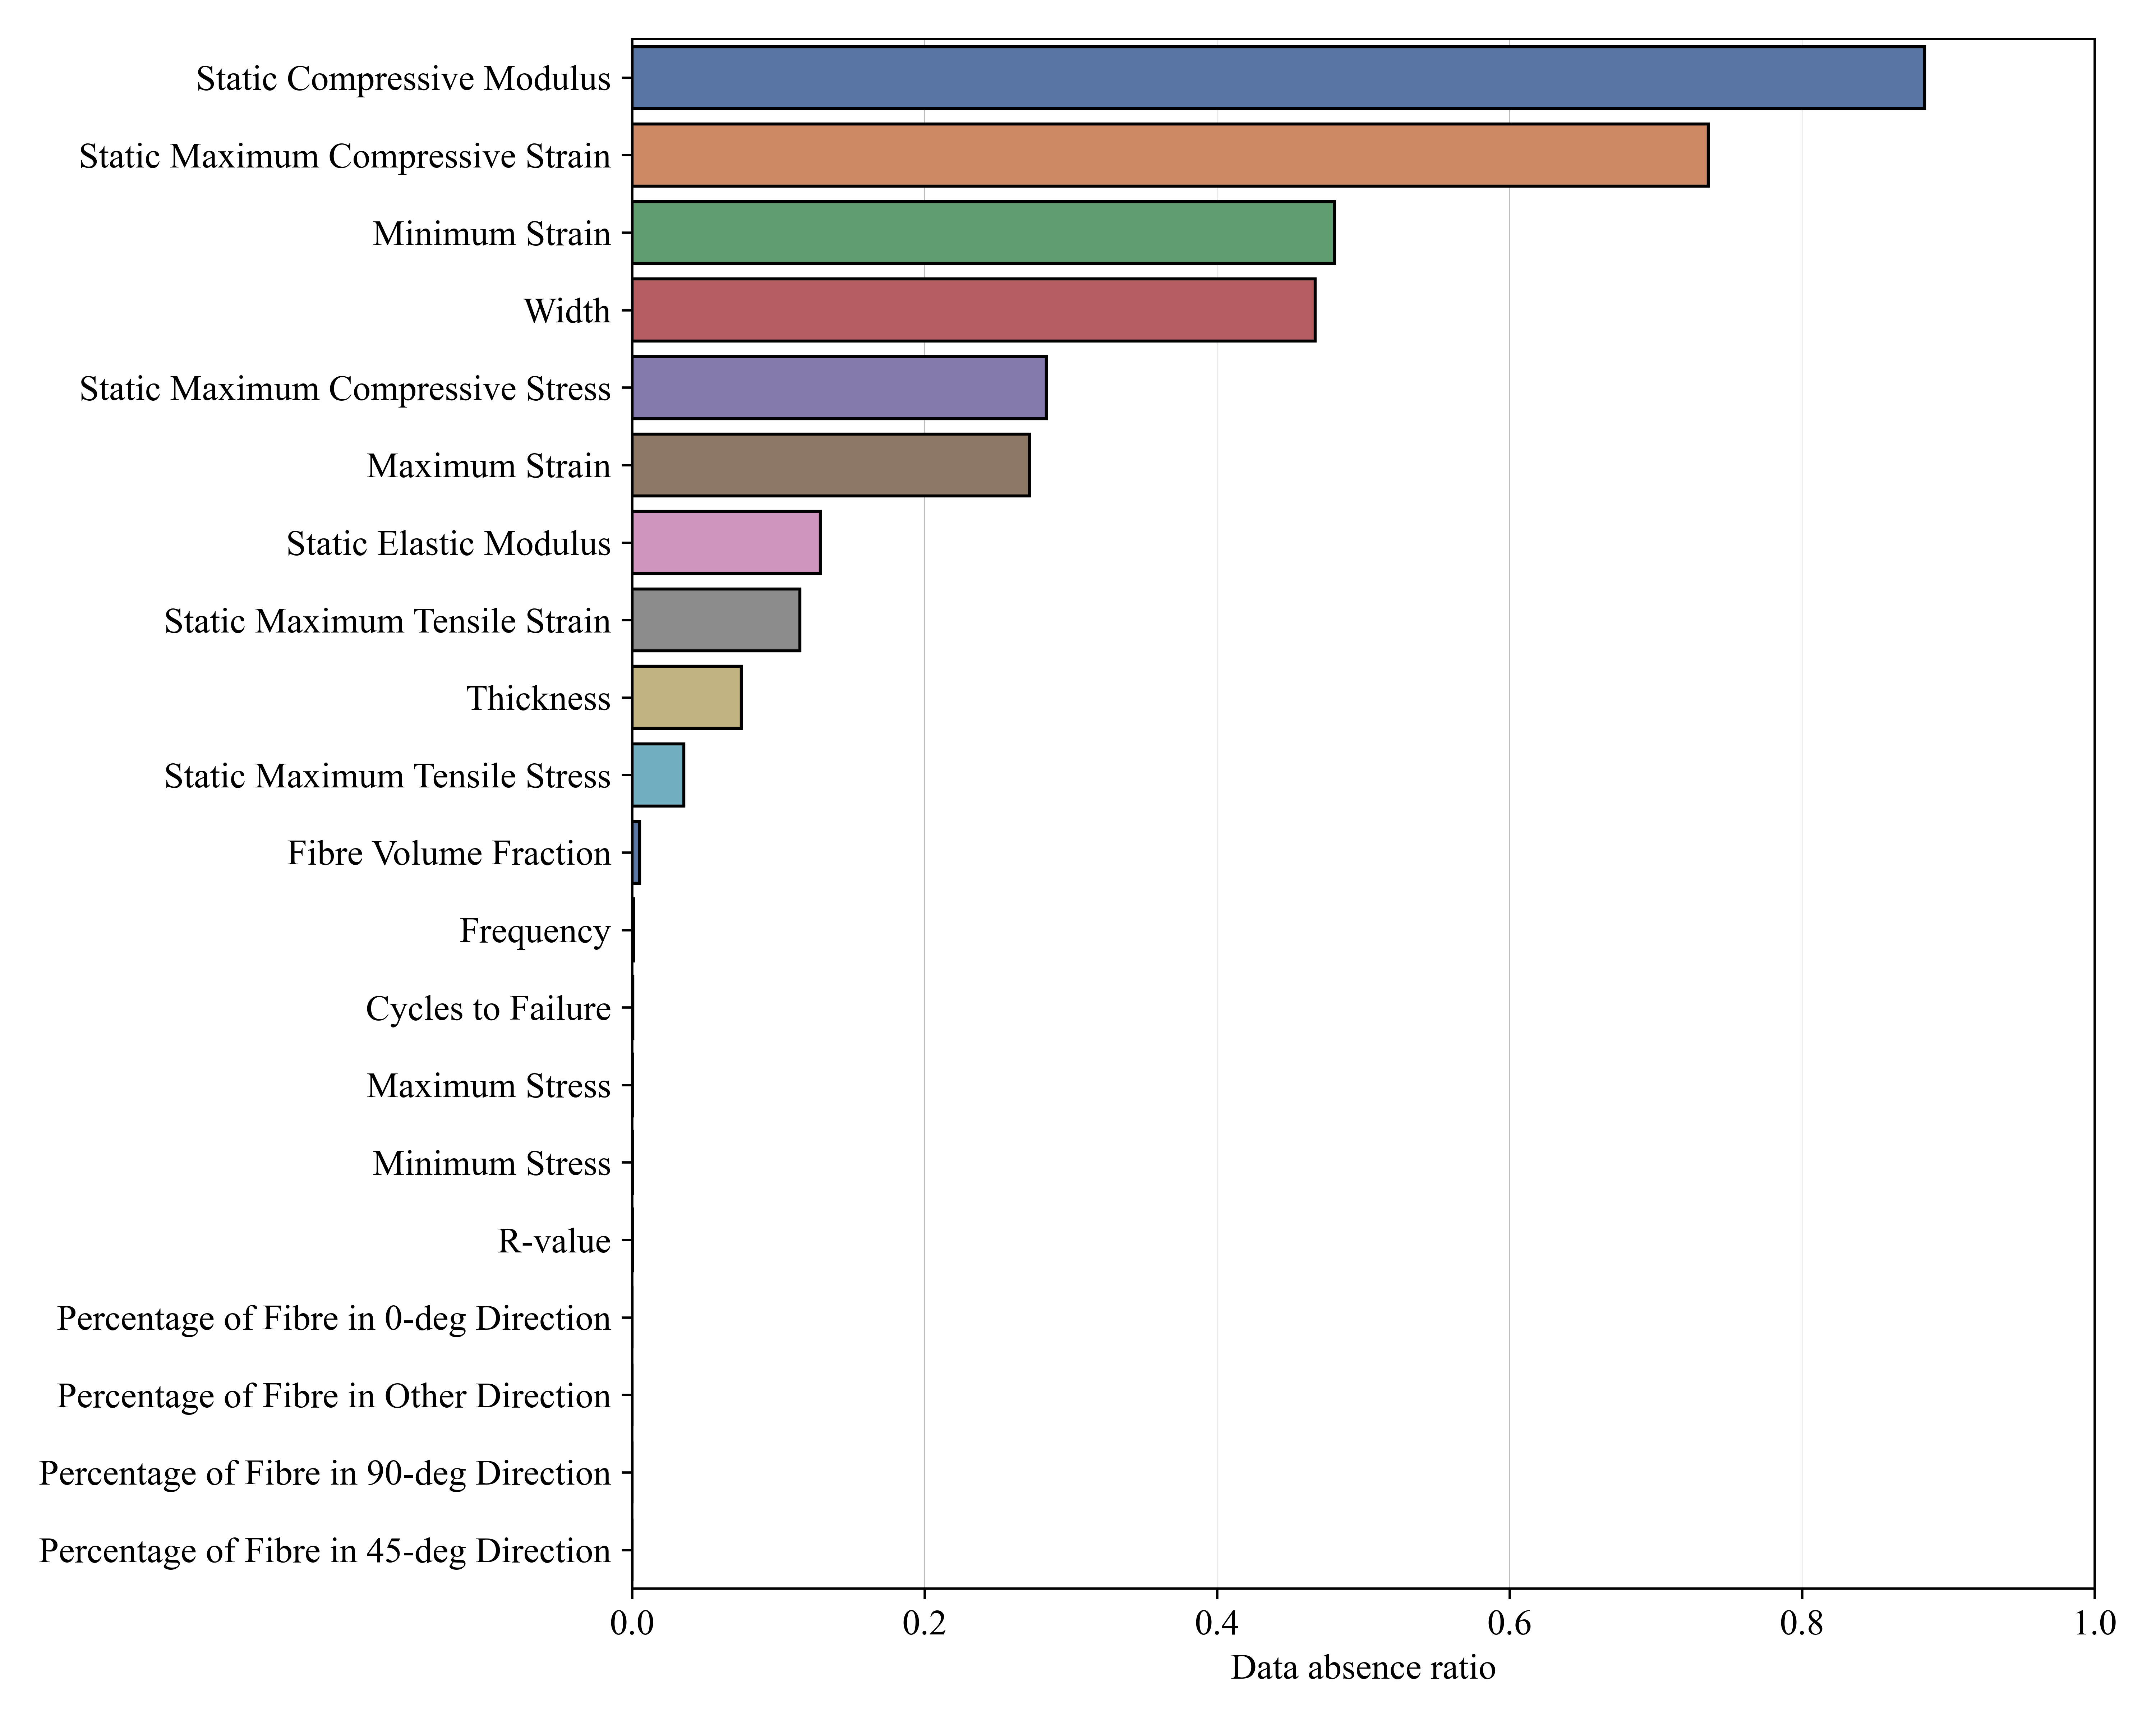 Static Compressive Modulus
Static Maximum Compressive Strain
Minimum Strain
Width
Static Maximum Compressive Stress
Maximum Strain
Static Elastic Modulus
Static Maximum Tensile Strain
Thickness
Static Maximum Tensile Stress
Fibre Volume Fraction
Frequency
Cycles to Failure
Maximum Stress
Minimum Stress
R-value
Percentage of Fibre in 0-deg Direction
Percentage of Fibre in Other Direction
Percentage of Fibre in 90-deg Direction
Percentage of Fibre in 45-deg Direction
0.0 0.2 0.4 0.6 0.8 1.0
Data absence ratio